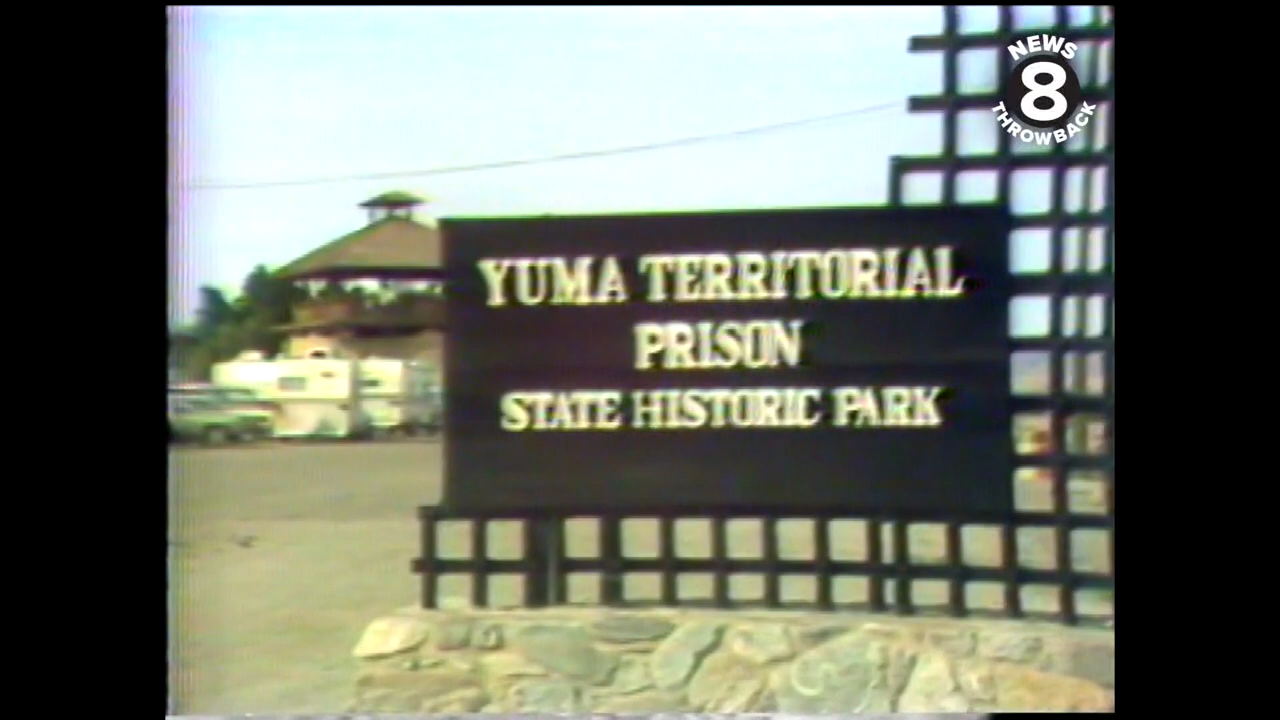 NEWS
8
THROWBACK
YUMA TERRITORIAL
PRISON
STATE HISTORIC PARK